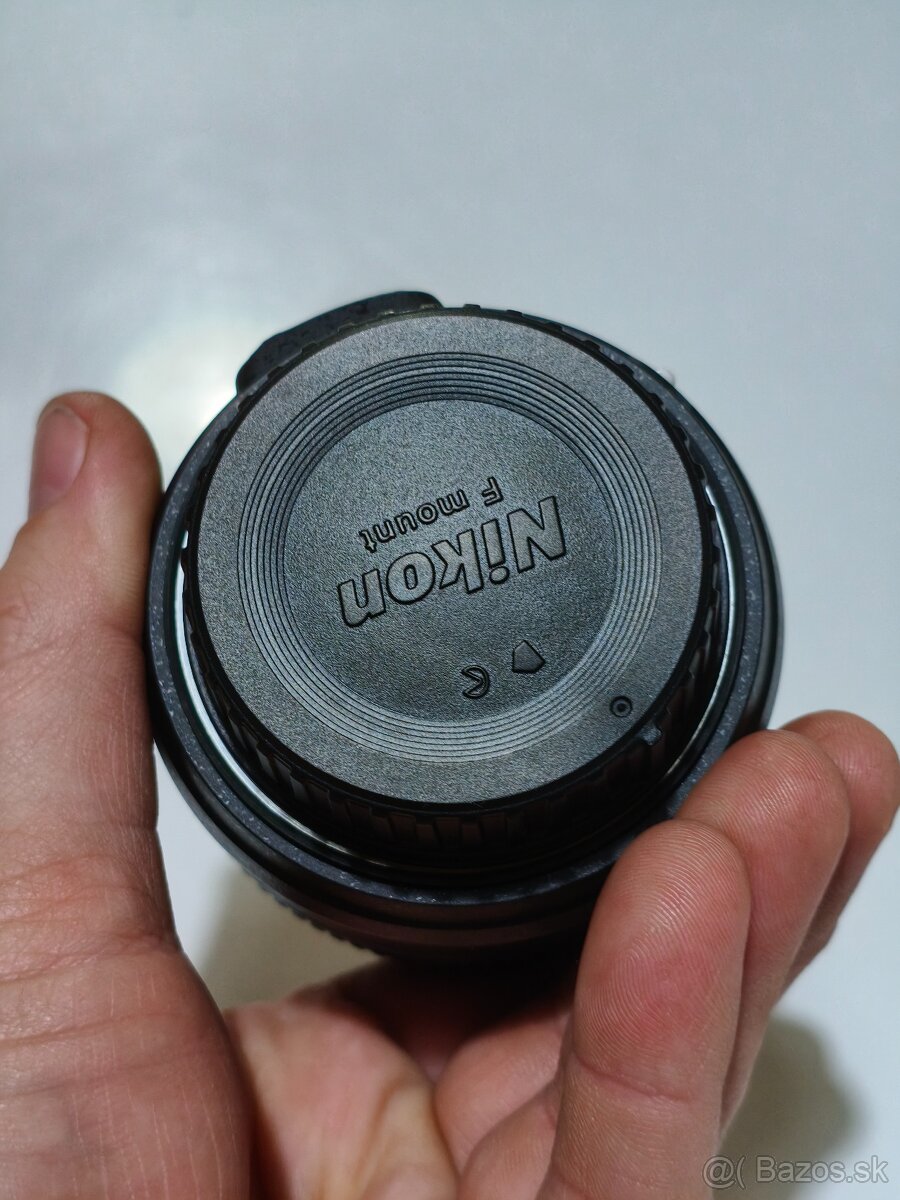 Nikon
F mount
@( Bazos.sk